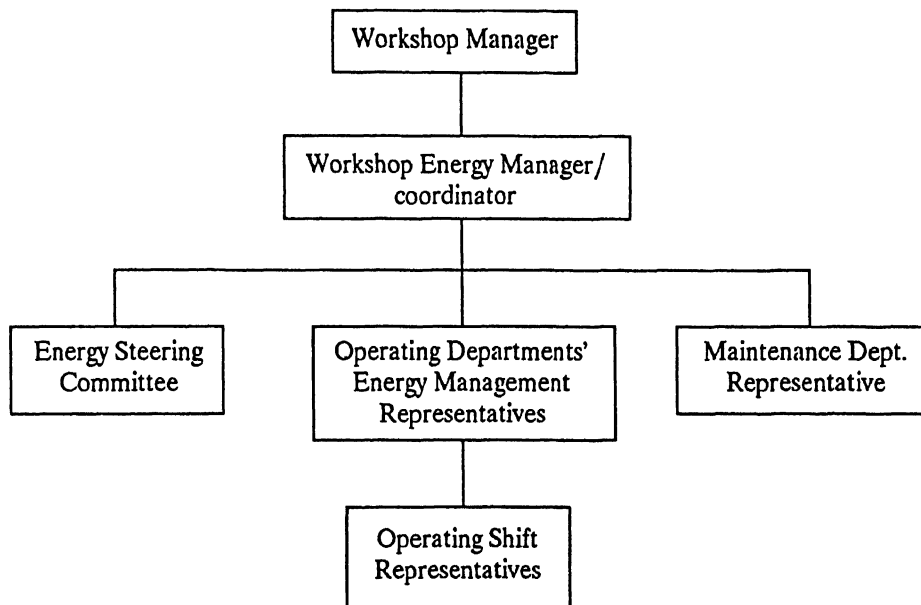 Workshop Manager
Workshop Energy Manager/
coordinator
Energy Steering
Committee
Operating Departments’
Energy Management
Representatives
Maintenance Dept.
Representative
Operating Shift
Representatives